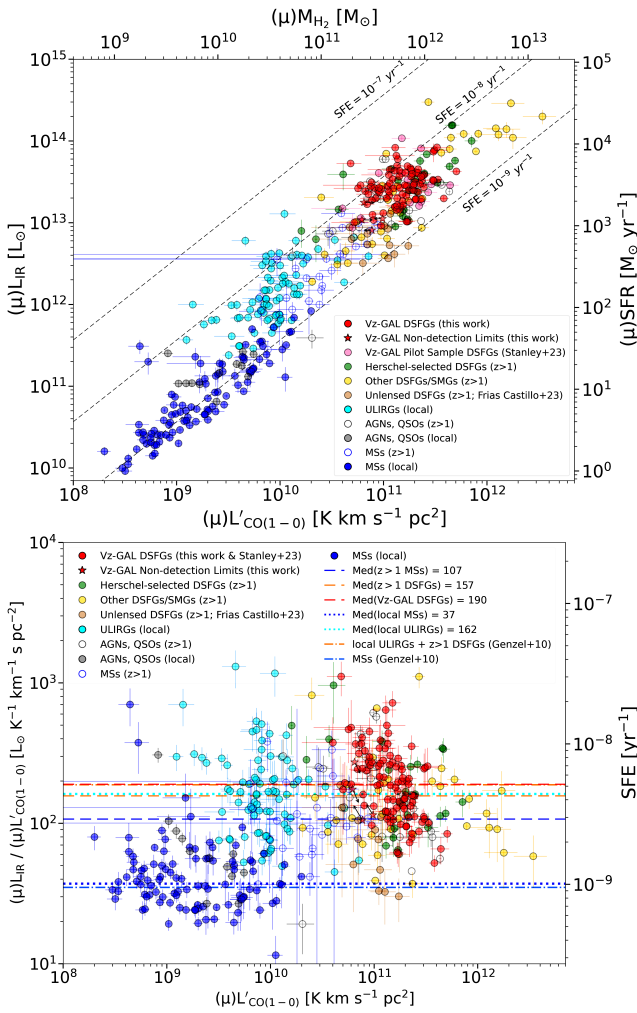 (μ)M_H2 [M⊙]
10^9 10^10 10^11 10^12 10^13
10^15 10^5
SFE = 10^-7 yr^-1
SFE = 10^-8 yr^-1
SFE = 10^-9 yr^-1
10^14 10^4
10^13 10^3
(μ)L_IR [L⊙]
(μ)SFR [M⊙ yr^-1]
10^12 10^2
10^11 10^1
10^10 10^0
Vz-GAL DSFGs (this work)
Vz-GAL Non-detection Limits (this work)
Vz-GAL Pilot Sample DSFGs (Stanley+23)
Herschel-selected DSFGs (z>1)
Other DSFGs/SMGs (z>1)
Unlensed DSFGs (z>1; Frias Castillo+23)
ULIRGs (local)
AGNs, QSOs (z>1)
AGNs, QSOs (local)
MSs (z>1)
MSs (local)
10^8 10^9 10^10 10^11 10^12
(μ)L′_CO(1−0) [K km s^-1 pc^2]
10^4
Vz-GAL DSFGs (this work & Stanley+23)
Vz-GAL Non-detection Limits (this work)
Herschel-selected DSFGs (z>1)
Other DSFGs/SMGs (z>1)
Unlensed DSFGs (z>1; Frias Castillo+23)
ULIRGs (local)
AGNs, QSOs (z>1)
AGNs, QSOs (local)
MSs (z>1)
MSs (local)
Med(z>1 MSs) = 107
Med(z>1 DSFGs) = 157
Med(Vz-GAL DSFGs) = 190
Med(local MSs) = 37
Med(local ULIRGs) = 162
local ULIRGs + z>1 DSFGs (Genzel+10)
MSs (Genzel+10)
10^-7
10^3
10^-8
(μ)L_IR / (μ)L′_CO(1−0) [L⊙ K^-1 km^-1 s pc^-2]
SFE [yr^-1]
10^2
10^-9
10^1
10^8 10^9 10^10 10^11 10^12
(μ)L′_CO(1−0) [K km s^-1 pc^2]